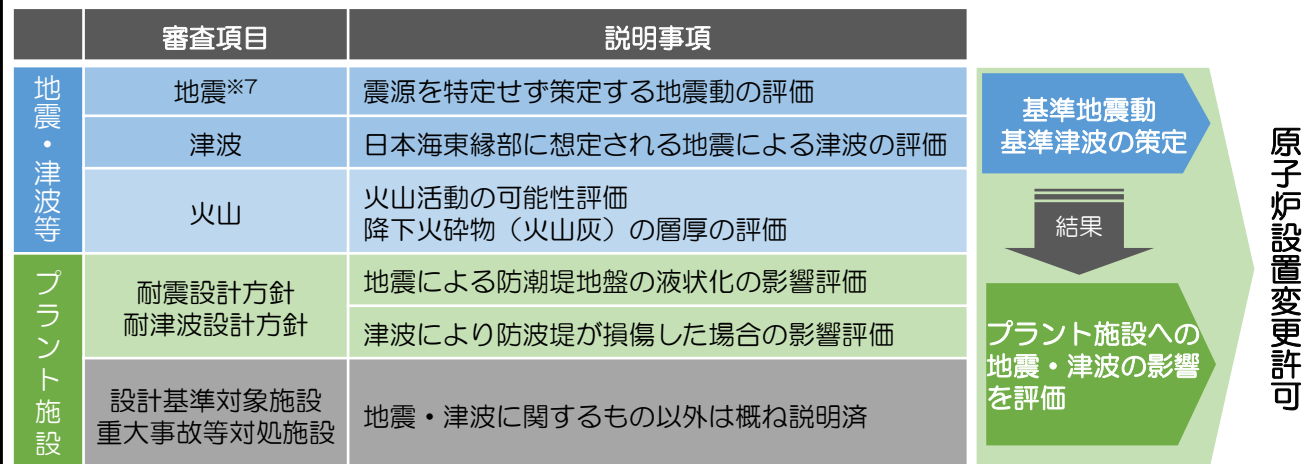 審査項目
説明事項
地震・津波等
地震※7
震源を特定せず策定する地震動の評価
津波
日本海東縁部に想定される地震による津波の評価
火山
火山活動の可能性評価
降下火砕物（火山灰）の層厚の評価
プラント施設
耐震設計方針
耐津波設計方針
地震による防潮堤地盤の液状化の影響評価
津波により防波堤が損傷した場合の影響評価
設計基準対象施設
重大事故等対処施設
地震・津波に関するもの以外は概ね説明済
基準地震動
基準津波の策定
結果
プラント施設への
地震・津波の影響
を評価
原子炉設置変更許可